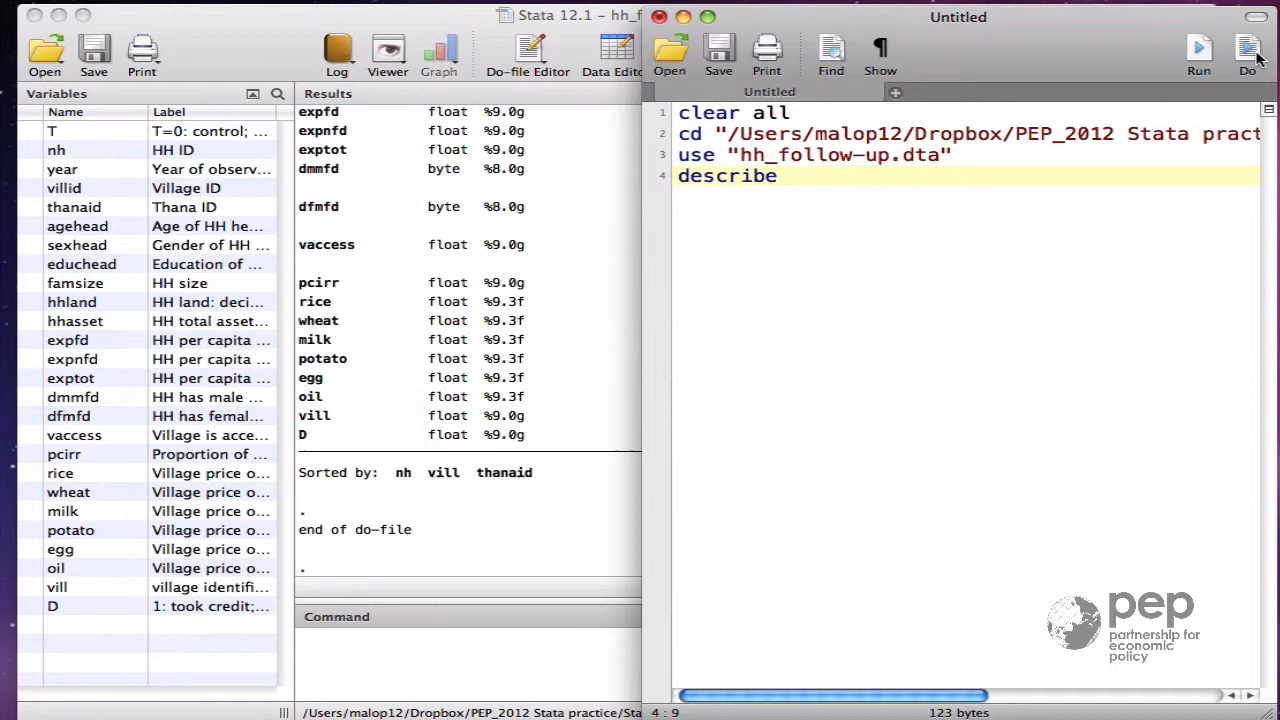 Stata 12.1 – hh_f
Open
Save
Print
Log
Viewer
Graph
Do-file Editor
Data Edito
Variables
Name Label
T T=0: control; ...
nh HH ID
year Year of observ...
villid Village ID
thanaid Thana ID
agehead Age of HH he...
sexhead Gender of HH ...
educhead Education of ...
famsize HH size
hhland HH land: deci...
hhasset HH total asset...
expfd HH per capita ...
expnfd HH per capita ...
exptot HH per capita ...
dmmfd HH has male ...
dfmfd HH has femal...
vaccess Village is acce...
pcirr Proportion of ...
rice Village price o...
wheat Village price o...
milk Village price o...
potato Village price o...
egg Village price o...
oil Village price o...
vill village identifi...
D 1: took credit;...
Results
expfd float %9.0g
expnfd float %9.0g
exptot float %9.0g
dmmfd byte %8.0g
dfmfd byte %8.0g
vaccess float %9.0g
pcirr float %9.0g
rice float %9.3f
wheat float %9.3f
milk float %9.3f
potato float %9.3f
egg float %9.3f
oil float %9.3f
vill float %9.0g
D float %9.0g
Sorted by: nh vill thanaid
.
end of do-file
.
Command
/Users/malop12/Dropbox/PEP_2012 Stata practice/Sta
Untitled
Open
Save
Print
Find
Show
Run
Do
Untitled
1 clear all
2 cd "/Users/malop12/Dropbox/PEP_2012 Stata pract
3 use "hh_follow-up.dta"
4 describe
pep
partnership for
economic
policy
4 : 9
123 bytes